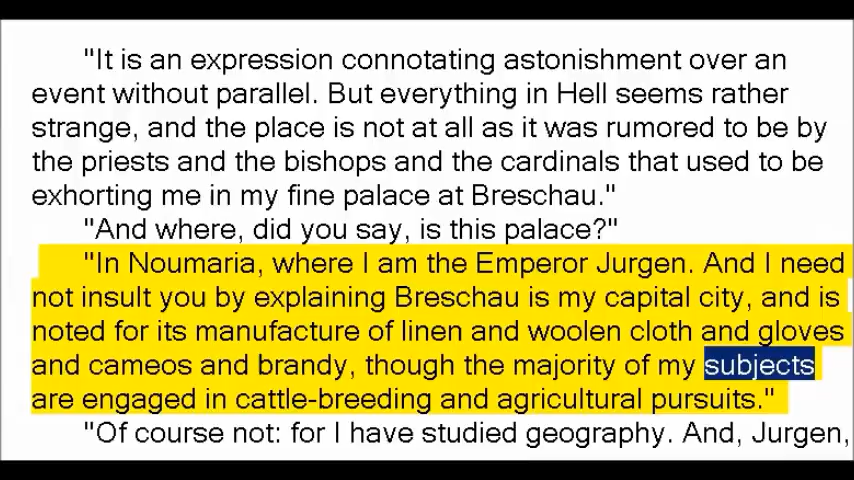 "It is an expression connotating astonishment over an
event without parallel. But everything in Hell seems rather
strange, and the place is not at all as it was rumored to be by
the priests and the bishops and the cardinals that used to be
exhorting me in my fine palace at Breschau."
"And where, did you say, is this palace?"
"In Noumaria, where I am the Emperor Jurgen. And I need
not insult you by explaining Breschau is my capital city, and is
noted for its manufacture of linen and woolen cloth and gloves
and cameos and brandy, though the majority of my subjects
are engaged in cattle-breeding and agricultural pursuits."
"Of course not: for I have studied geography. And, Jurgen,